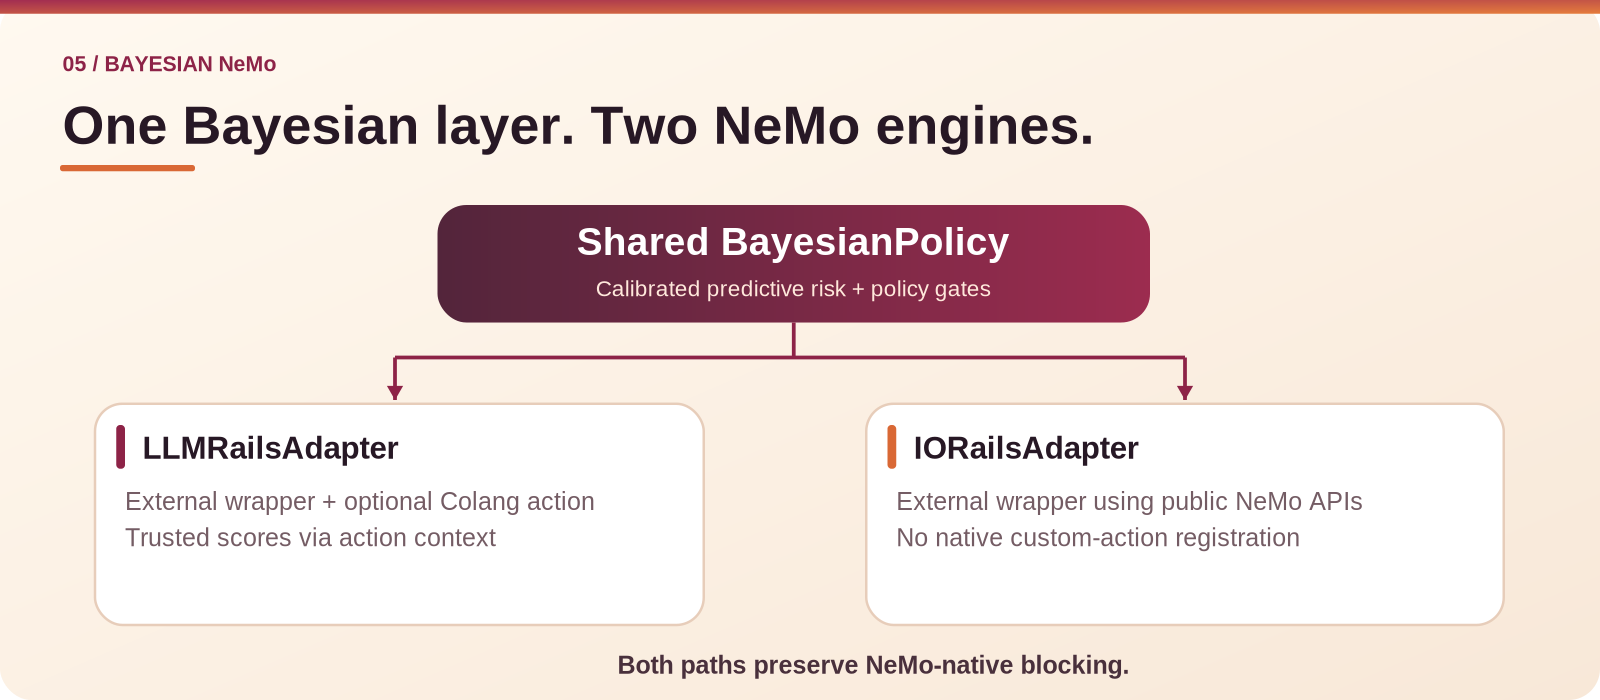 05 / BAYESIAN NeMo
One Bayesian layer. Two NeMo engines.
Shared BayesianPolicy
Calibrated predictive risk + policy gates
LLMRailsAdapter
External wrapper + optional Colang action
Trusted scores via action context
IORailsAdapter
External wrapper using public NeMo APIs
No native custom-action registration
Both paths preserve NeMo-native blocking.